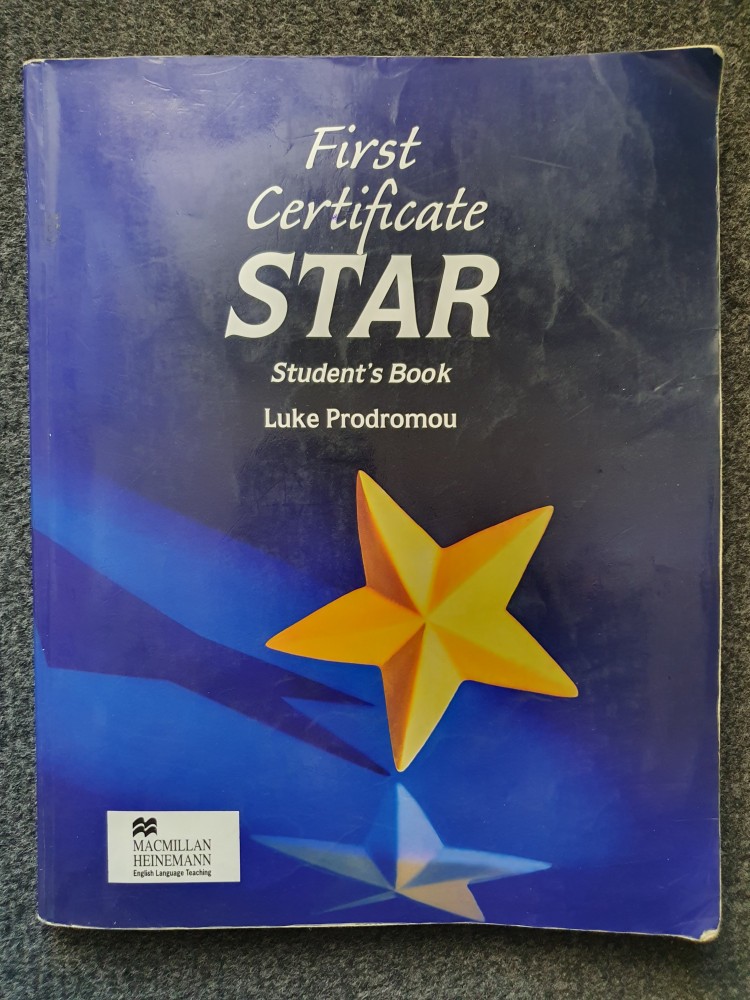 First
Certificate
STAR
Student's Book
Luke Prodromou
MACMILLAN
HEINEMANN
English Language Teaching